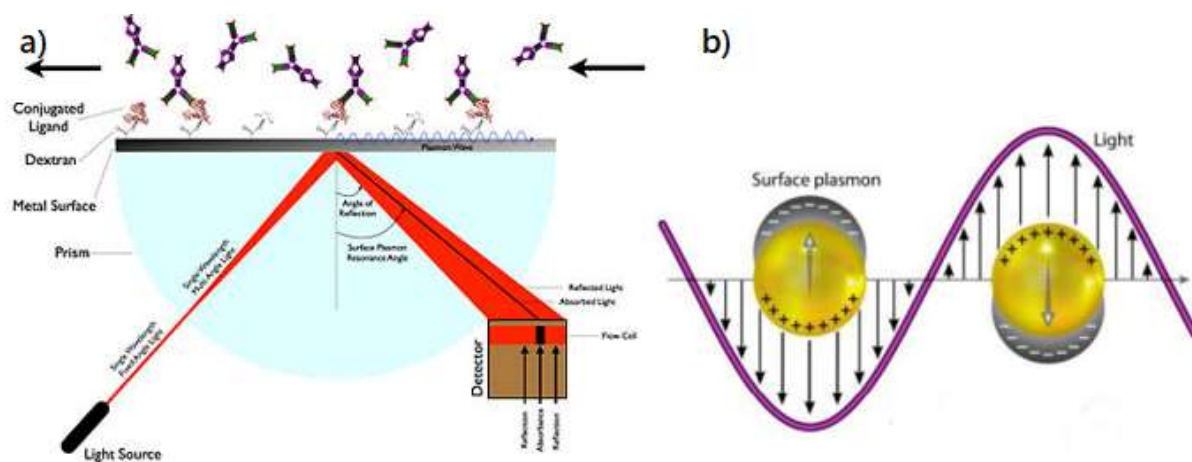 a)
Conjugated
Ligand
Dextran
Metal Surface
Prism
Plasmon Wave
Angle of
Reflection
Surface Plasmon
Resonance Angle
Single Wavelength
Multi Angle Light
Single Wavelength
Fixed Angle Light
Reflected Light
Absorbed Light
Flow Cell
Detector
Reflection
Absorbance
Reflection
Light Source
b)
Light
Surface plasmon